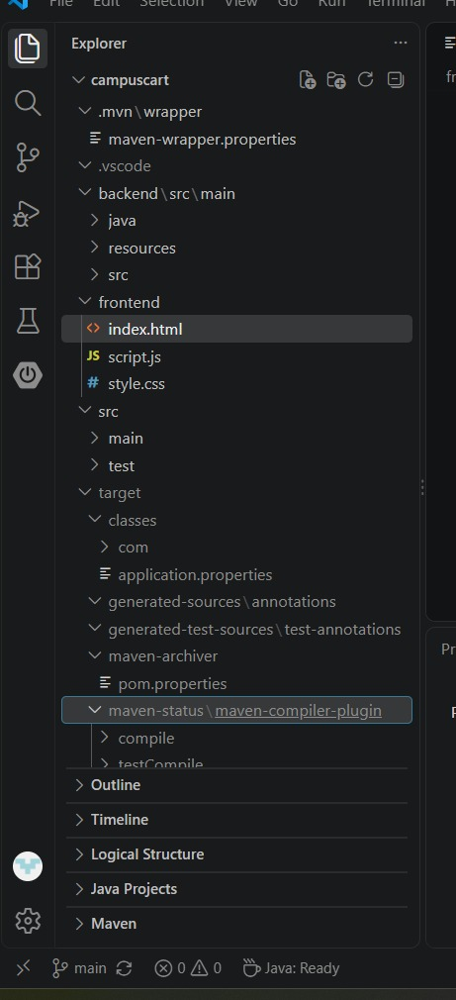 File Edit Selection View Go Run Terminal
Explorer
campuscart
.mvn\wrapper
maven-wrapper.properties
.vscode
backend\src\main
java
resources
src
frontend
<> index.html
JS script.js
# style.css
src
main
test
target
classes
com
application.properties
generated-sources\annotations
generated-test-sources\test-annotations
maven-archiver
pom.properties
maven-status\maven-compiler-plugin
compile
testCompile
Outline
Timeline
Logical Structure
Java Projects
Maven
main 0 0 Java: Ready